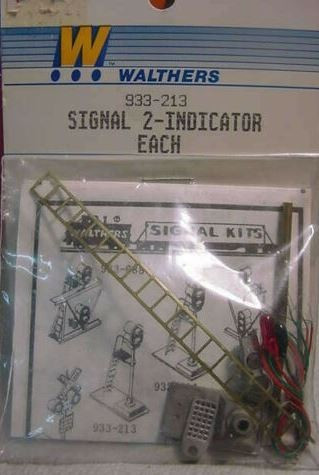 W
WALTHERS
933-213
SIGNAL 2-INDICATOR
EACH
WALTHERS SIGNAL KITS
933-213